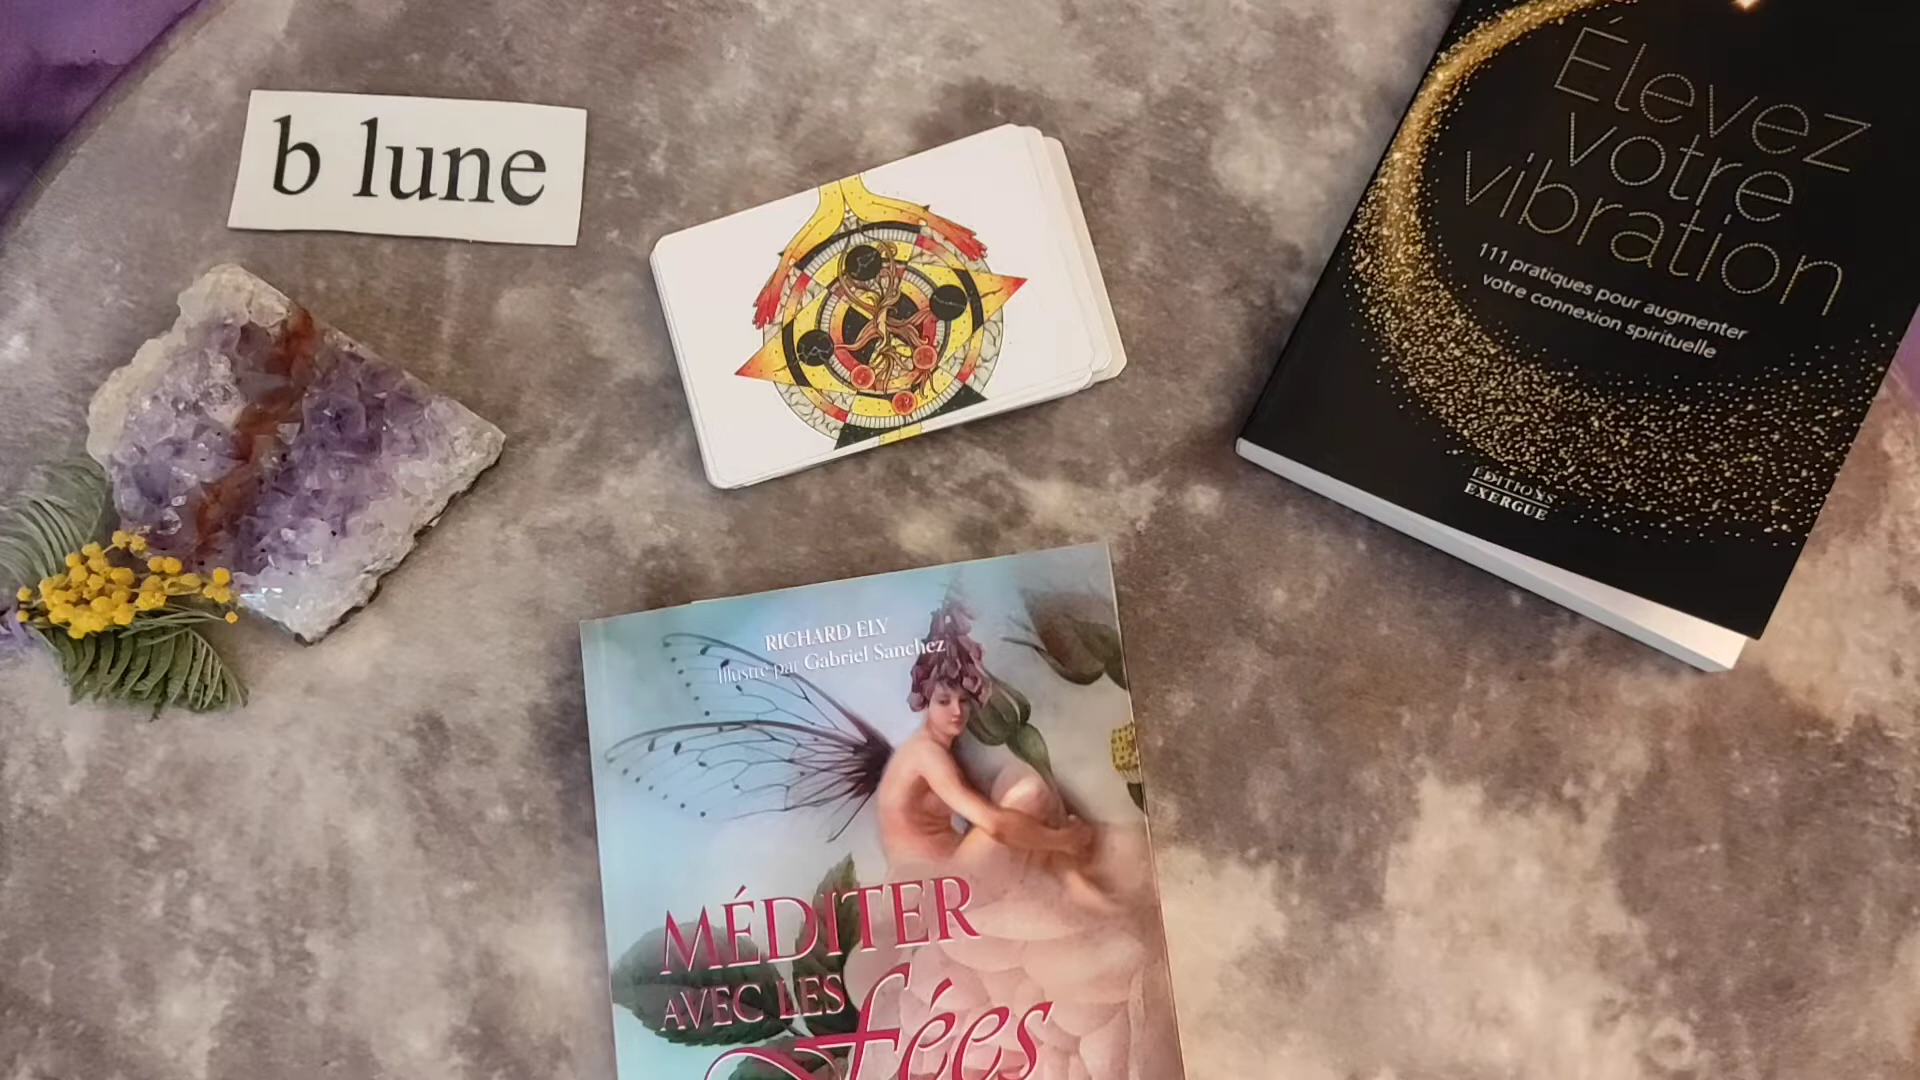 b lune
Élevez
votre
vibration
111 pratiques pour augmenter
votre connexion spirituelle
ÉDITIONS
EXERGUE
RICHARD ELY
Illustré par Gabriel Sanchez
MÉDITER
AVEC LES
Fées